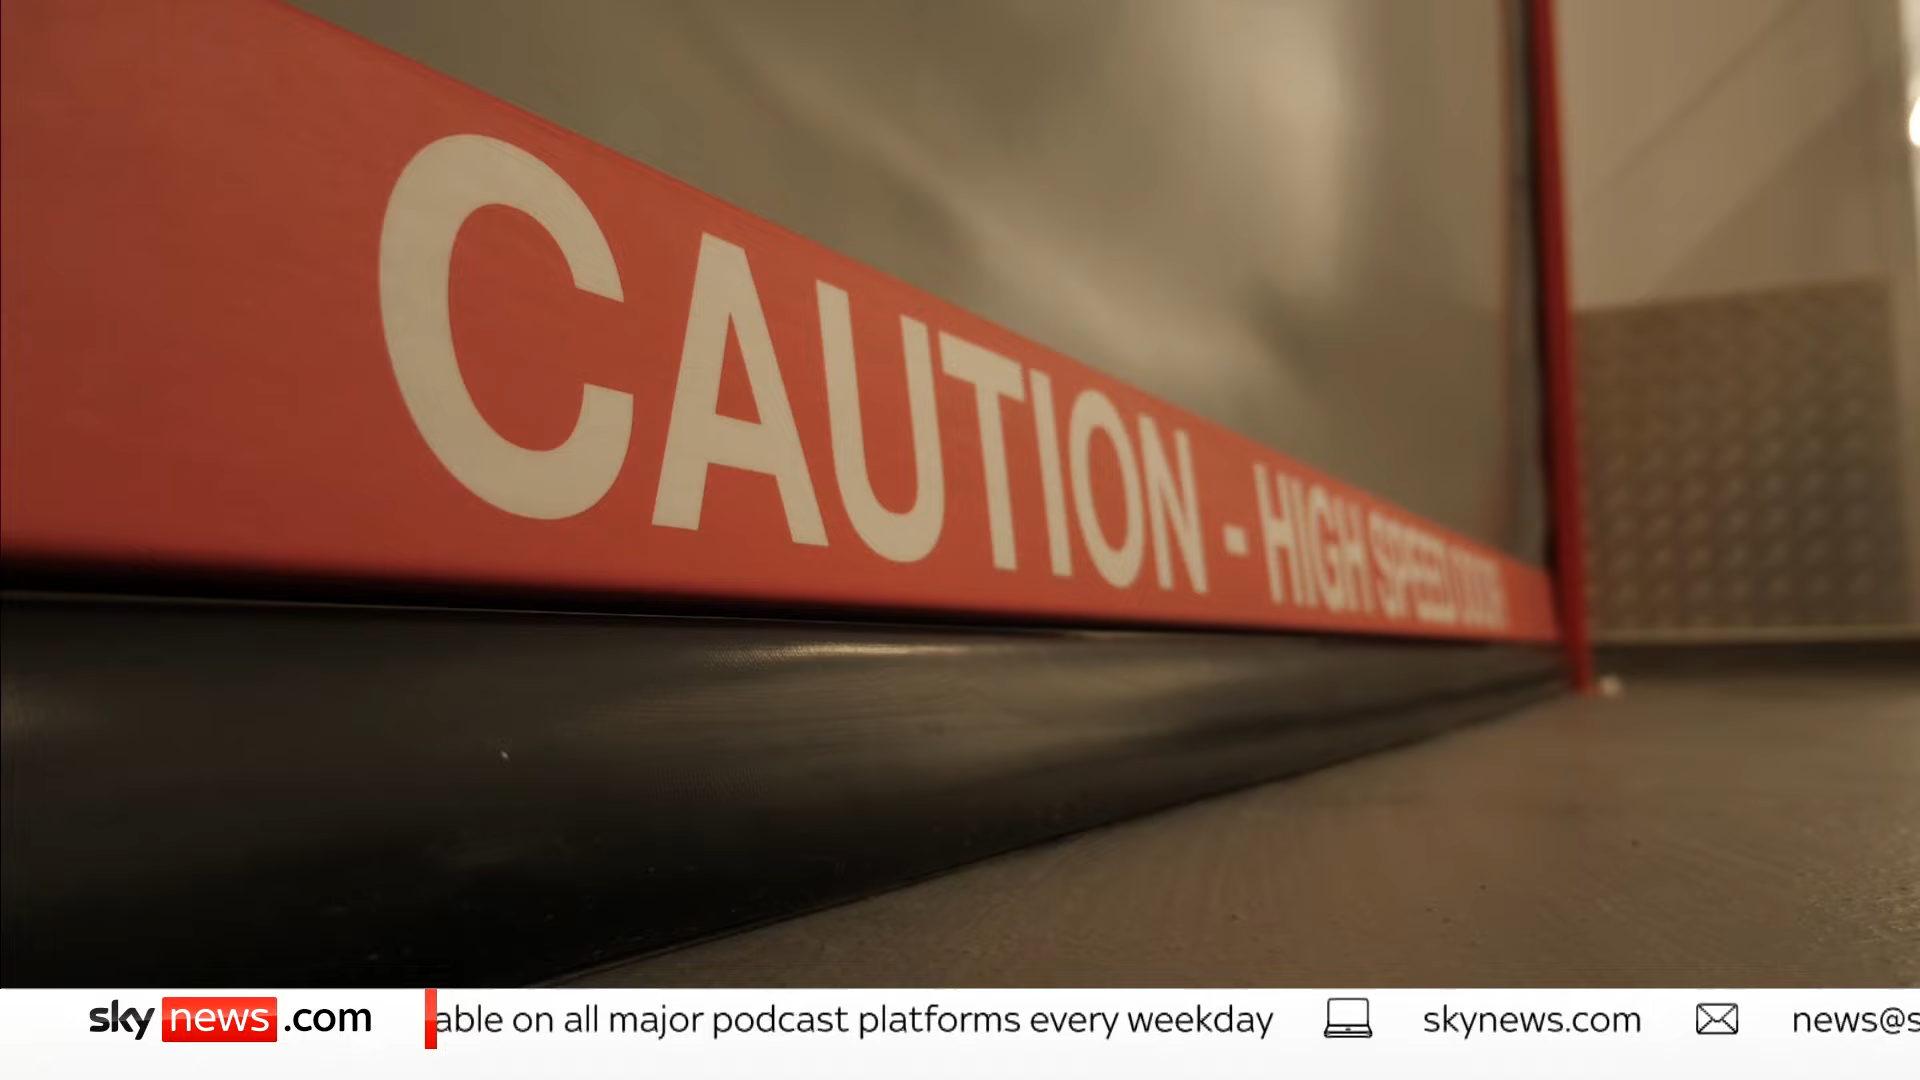 CAUTION - HIGH SPEED DOOR
sky news .com
able on all major podcast platforms every weekday
skynews.com
news@s